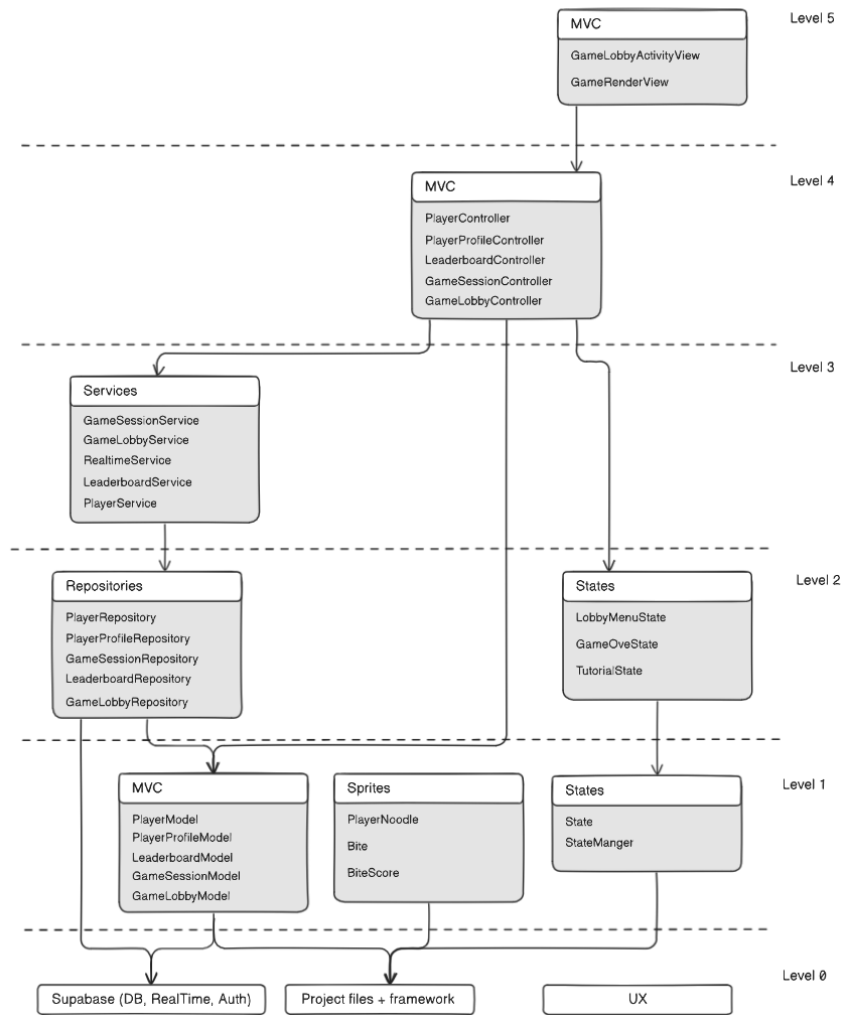 MVC
Level 5
GameLobbyActivityView
GameRenderView
MVC
Level 4
PlayerController
PlayerProfileController
LeaderboardController
GameSessionController
GameLobbyController
Level 3
Services
GameSessionService
GameLobbyService
RealtimeService
LeaderboardService
PlayerService
Level 2
Repositories
PlayerRepository
PlayerProfileRepository
GameSessionRepository
LeaderboardRepository
GameLobbyRepository
States
LobbyMenuState
GameOveState
TutorialState
Level 1
MVC
PlayerModel
PlayerProfileModel
LeaderboardModel
GameSessionModel
GameLobbyModel
Sprites
PlayerNoodle
Bite
BiteScore
States
State
StateManger
Level 0
Supabase (DB, RealTime, Auth)
Project files + framework
UX